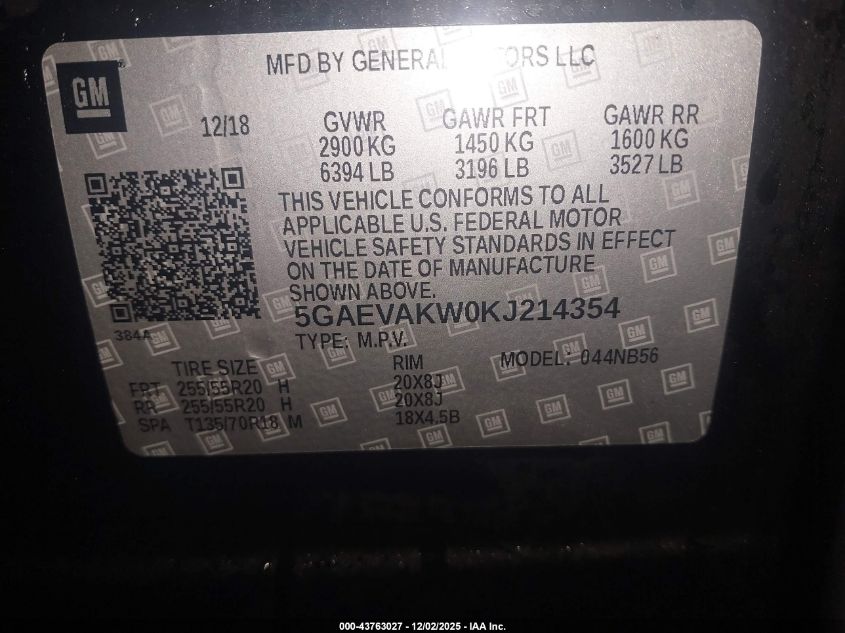 GM
MFD BY GENERAL MOTORS LLC
12/18
GVWR GAWR FRT GAWR RR
2900 KG 1450 KG 1600 KG
6394 LB 3196 LB 3527 LB
THIS VEHICLE CONFORMS TO ALL
APPLICABLE U.S. FEDERAL MOTOR
VEHICLE SAFETY STANDARDS IN EFFECT
ON THE DATE OF MANUFACTURE
SHOWN ABOVE.
5GAEVAKW0KJ214354
384A
TYPE: M.P.V. MODEL: 044NB56
TIRE SIZE RIM
FRT 255/55R20 H 20X8J
RR 255/55R20 H 20X8J
SPA T135/70R18 M 18X4.5B
000-43763027 - 12/02/2025 - IAA Inc.